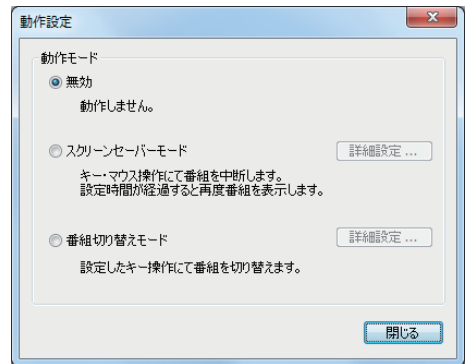 動作設定
動作モード
無効
動作しません。
スクリーンセーバーモード
詳細設定 ...
キー・マウス操作にて番組を中断します。
設定時間が経過すると再度番組を表示します。
番組切り替えモード
詳細設定 ...
設定したキー操作にて番組を切り替えます。
閉じる